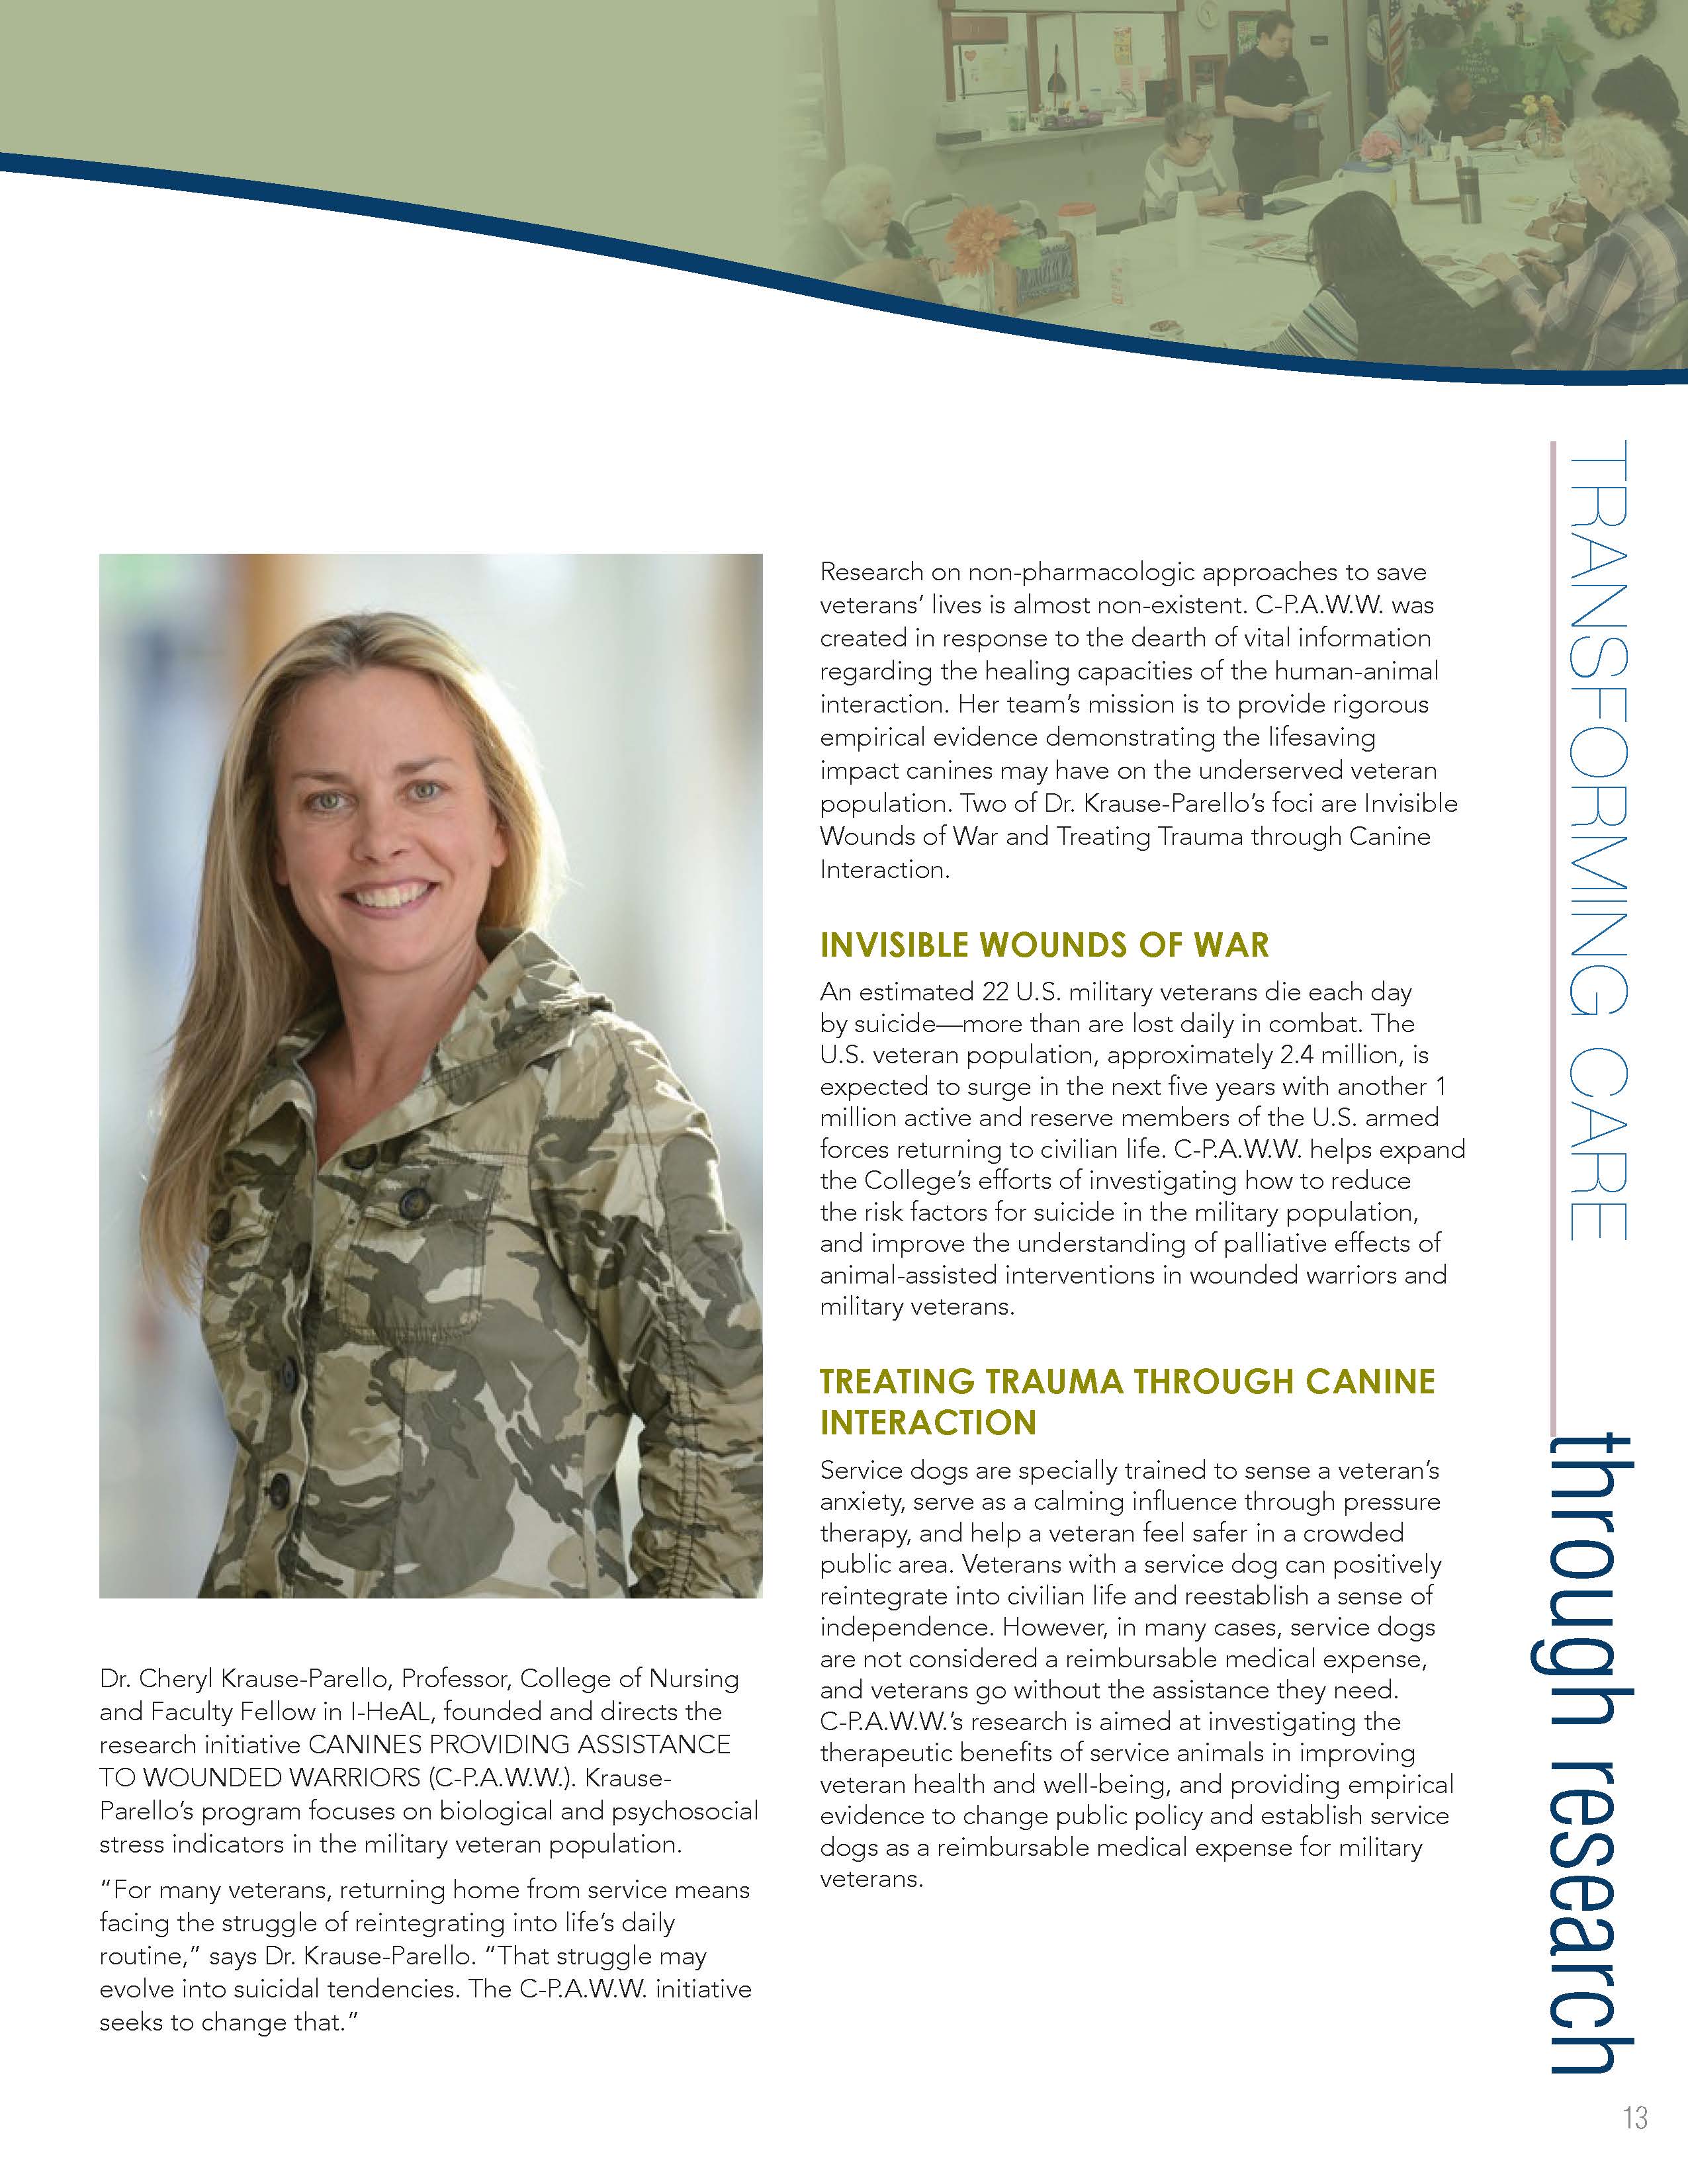 Dr. Cheryl Krause-Parello, Professor, College of Nursing
and Faculty Fellow in I-HeAL, founded and directs the
research initiative CANINES PROVIDING ASSISTANCE
TO WOUNDED WARRIORS (C-P.A.W.W.). Krause-
Parello’s program focuses on biological and psychosocial
stress indicators in the military veteran population.
“For many veterans, returning home from service means
facing the struggle of reintegrating into life’s daily
routine,” says Dr. Krause-Parello. “That struggle may
evolve into suicidal tendencies. The C-P.A.W.W. initiative
seeks to change that.”
Research on non-pharmacologic approaches to save
veterans’ lives is almost non-existent. C-P.A.W.W. was
created in response to the dearth of vital information
regarding the healing capacities of the human-animal
interaction. Her team’s mission is to provide rigorous
empirical evidence demonstrating the lifesaving
impact canines may have on the underserved veteran
population. Two of Dr. Krause-Parello’s foci are Invisible
Wounds of War and Treating Trauma through Canine
Interaction.
INVISIBLE WOUNDS OF WAR
An estimated 22 U.S. military veterans die each day
by suicide—more than are lost daily in combat. The
U.S. veteran population, approximately 2.4 million, is
expected to surge in the next five years with another 1
million active and reserve members of the U.S. armed
forces returning to civilian life. C-P.A.W.W. helps expand
the College’s efforts of investigating how to reduce
the risk factors for suicide in the military population,
and improve the understanding of palliative effects of
animal-assisted interventions in wounded warriors and
military veterans.
TREATING TRAUMA THROUGH CANINE
INTERACTION
Service dogs are specially trained to sense a veteran’s
anxiety, serve as a calming influence through pressure
therapy, and help a veteran feel safer in a crowded
public area. Veterans with a service dog can positively
reintegrate into civilian life and reestablish a sense of
independence. However, in many cases, service dogs
are not considered a reimbursable medical expense,
and veterans go without the assistance they need.
C-P.A.W.W.’s research is aimed at investigating the
therapeutic benefits of service animals in improving
veteran health and well-being, and providing empirical
evidence to change public policy and establish service
dogs as a reimbursable medical expense for military
veterans.
TRANSFORMING CARE
through research
13